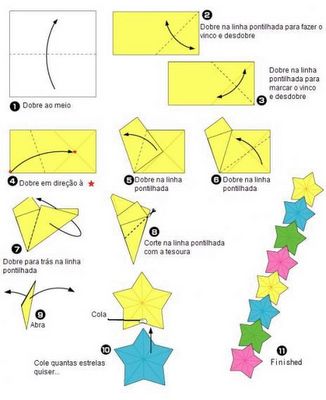 1 Dobre ao meio
2
Dobre na linha pontilhada para fazer o
vinco e desdobre
Dobre na linha
pontilhada para
marcar o vinco
3 e desdobre
4 Dobre em direção à ★
5 Dobre na linha
pontilhada
6 Dobre na linha
pontilhada
7
Dobre para trás na linha
pontilhada
8
Corte na linha pontilhada
com a tesoura
9
Abra
Cola
10
Cole quantas estrelas
quiser...
11
Finished